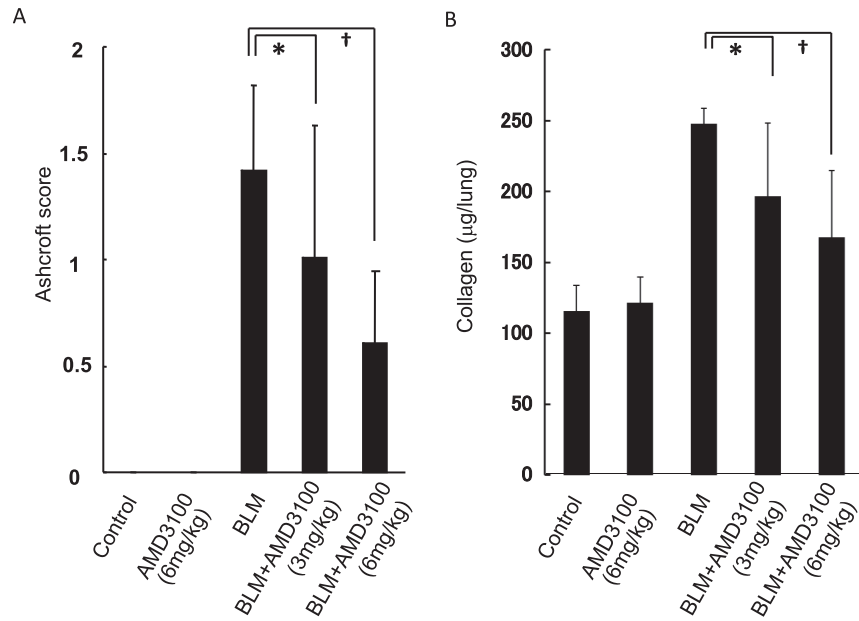 A
2
1.5
1
0.5
0
Ashcroft score
*
†
Control
AMD3100
(6mg/kg)
BLM
BLM+AMD3100
(3mg/kg)
BLM+AMD3100
(6mg/kg)
B
300
250
200
150
100
50
0
Collagen (μg/lung)
*
†
Control
AMD3100
(6mg/kg)
BLM
BLM+AMD3100
(3mg/kg)
BLM+AMD3100
(6mg/kg)